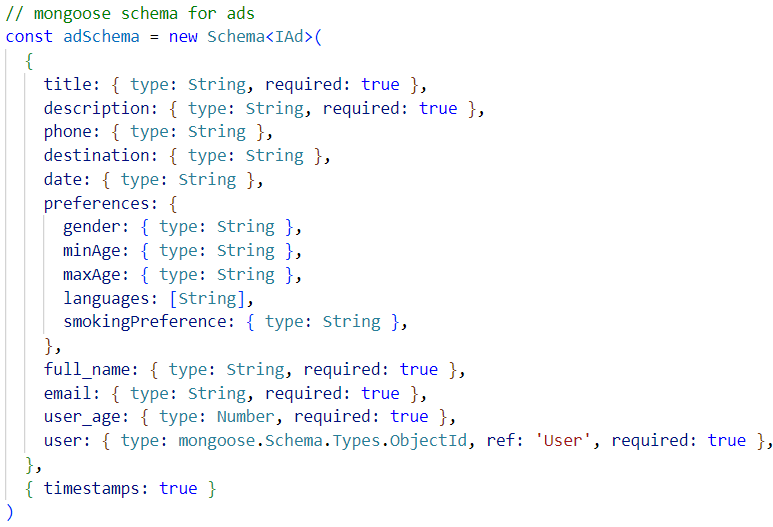 // mongoose schema for ads
const adSchema = new Schema<IAd>(
  {
    title: { type: String, required: true },
    description: { type: String, required: true },
    phone: { type: String },
    destination: { type: String },
    date: { type: String },
    preferences: {
      gender: { type: String },
      minAge: { type: String },
      maxAge: { type: String },
      languages: [String],
      smokingPreference: { type: String },
    },
    full_name: { type: String, required: true },
    email: { type: String, required: true },
    user_age: { type: Number, required: true },
    user: { type: mongoose.Schema.Types.ObjectId, ref: 'User', required: true },
  },
  { timestamps: true }
)